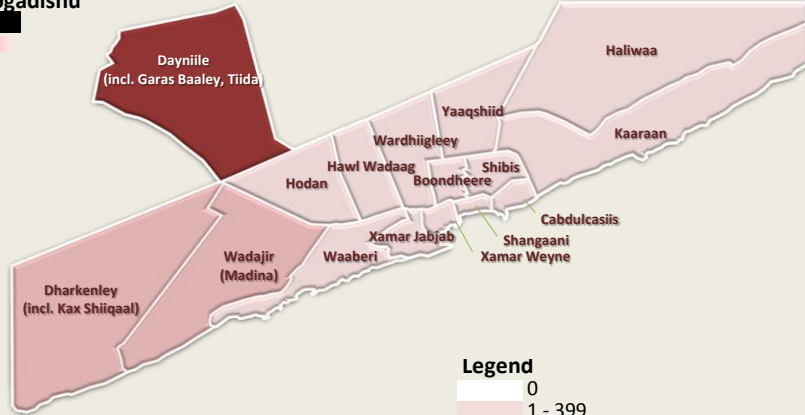 Dayniile
(incl. Garas Baaley, Tiida)
Haliwaa
Yaaqshiid
Kaaraan
Wardhiigleey
Hawl Wadaag
Shibis
Boondheere
Hodan
Cabdulcasiis
Xamar Jabjab
Shangaani
Wadajir
(Madina)
Waaberi
Xamar Weyne
Dharkenley
(incl. Kax Shiiqaal)
Legend
0
1 - 399